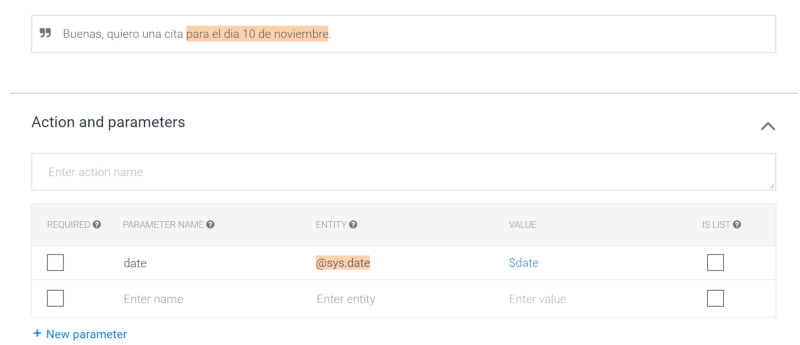 Buenas, quiero una cita para el dia 10 de noviembre.
Action and parameters
Enter action name
REQUIRED PARAMETER NAME ENTITY VALUE IS LIST
date @sys.date $date
Enter name Enter entity Enter value
+ New parameter